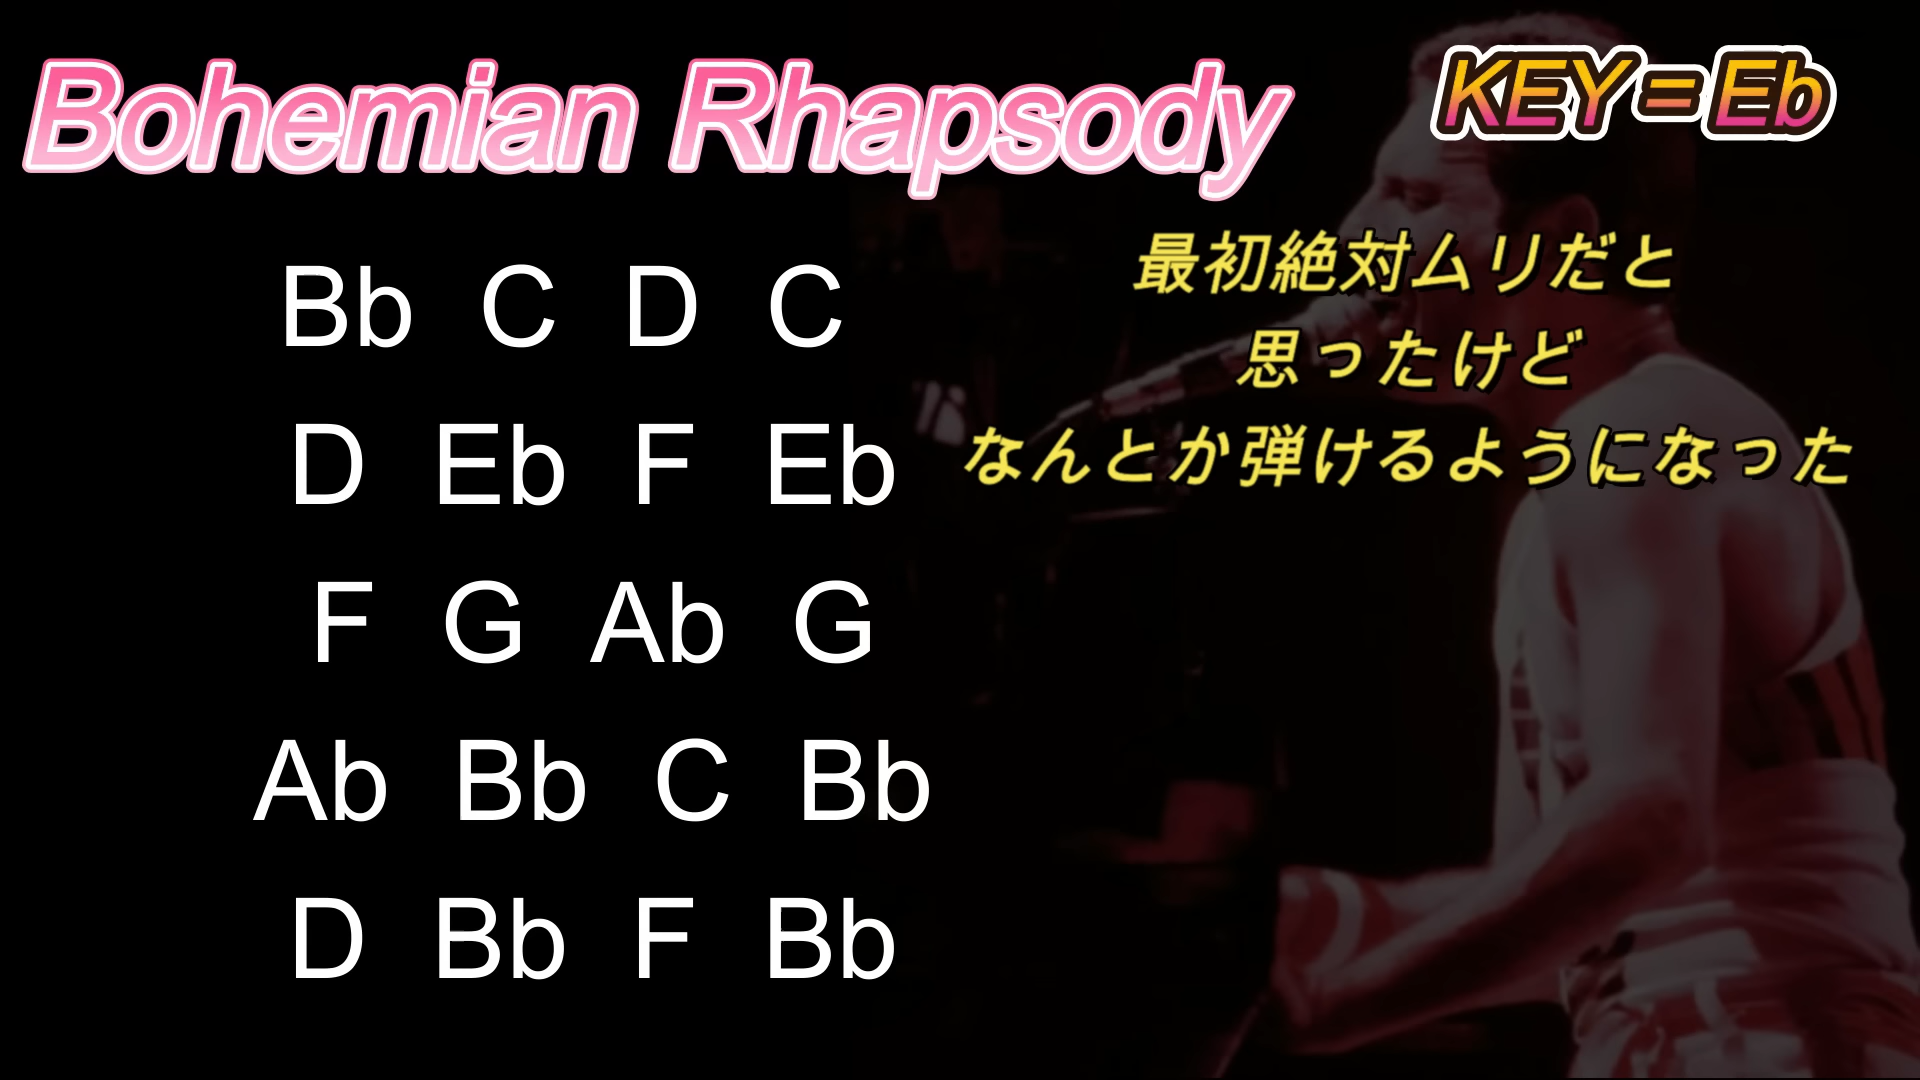 Bohemian Rhapsody
KEY=Eb
Bb C D C
D Eb F Eb
F G Ab G
Ab Bb C Bb
D Bb F Bb
最初絶対ムリだと
思ったけど
なんとか弾けるようになった